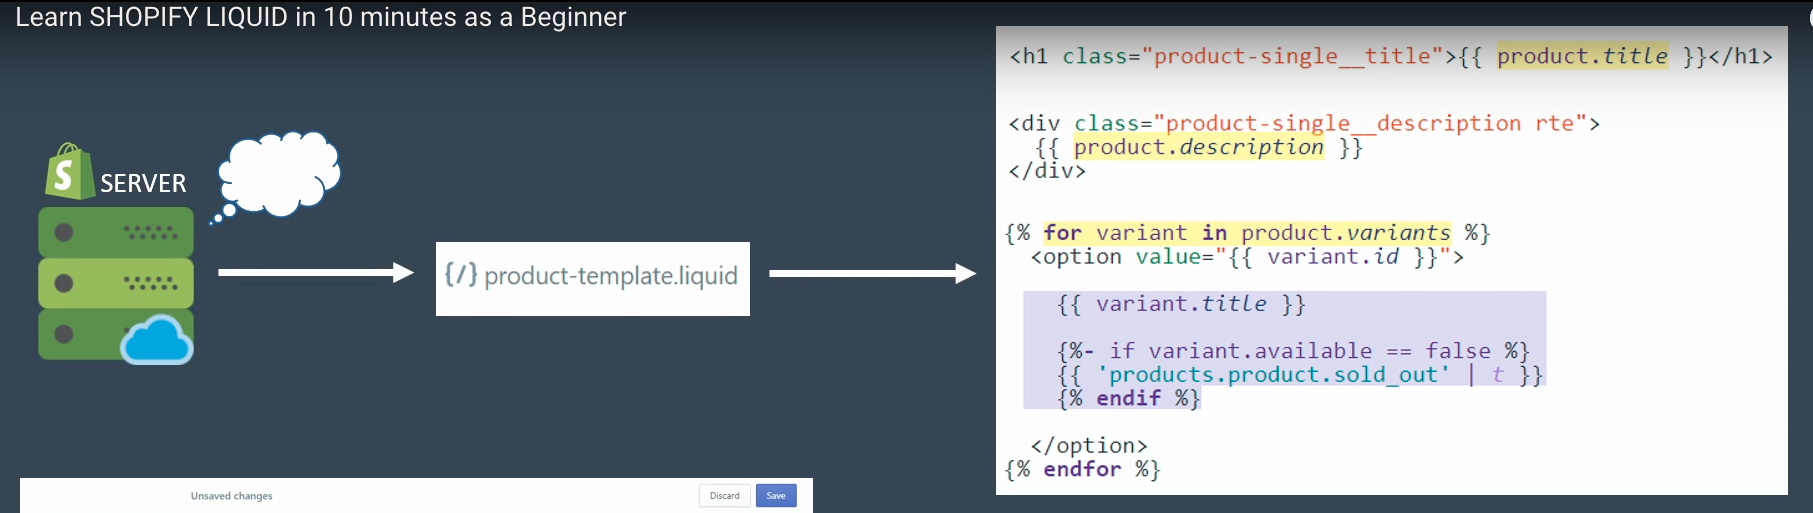 Learn SHOPIFY LIQUID in 10 minutes as a Beginner
SERVER
{/} product-template.liquid
<h1 class="product-single__title">{{ product.title }}</h1>
<div class="product-single__description rte">
{{ product.description }}
</div>
{% for variant in product.variants %}
<option value="{{ variant.id }}">
{{ variant.title }}
{%- if variant.available == false %}
{{ 'products.product.sold_out' | t }}
{% endif %}
</option>
{% endfor %}
Unsaved changes
Discard
Save